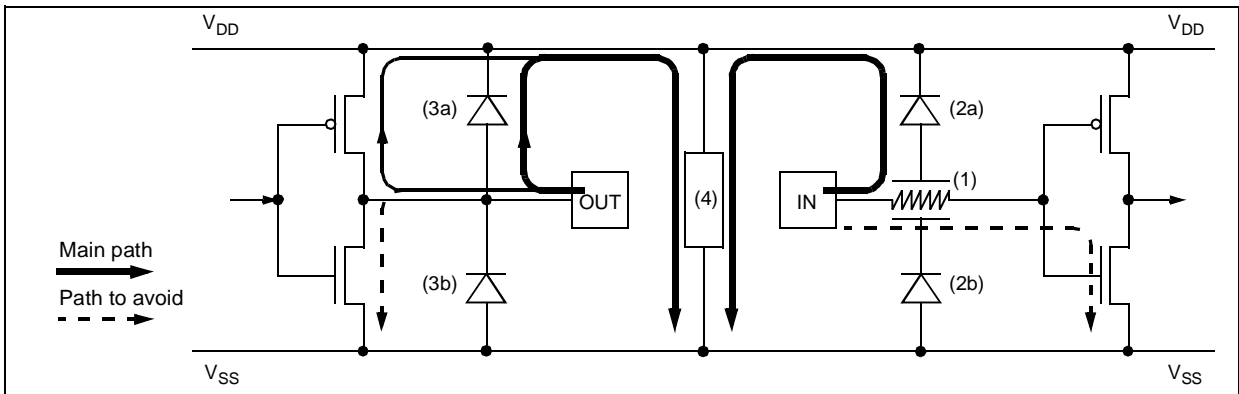 VDD
VDD
(3a)
(2a)
(1)
OUT
(4)
IN
Main path
(3b)
(2b)
Path to avoid
VSS
VSS